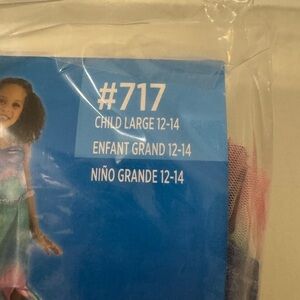 #717
CHILD LARGE 12-14
ENFANT GRAND 12-14
NIÑO GRANDE 12-14